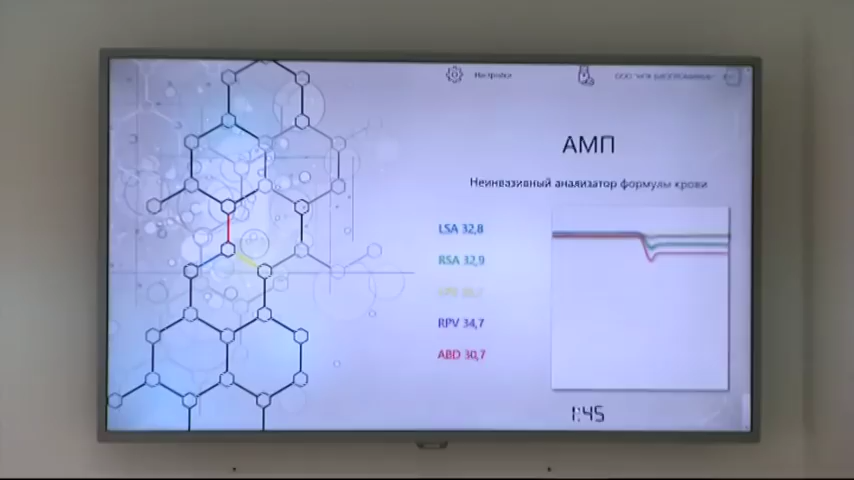 Настройки
АМП
Неинвазивный анализатор формулы крови
LSA 32,8
RSA 32,9
RPV 34,7
ABD 30,7
1:45